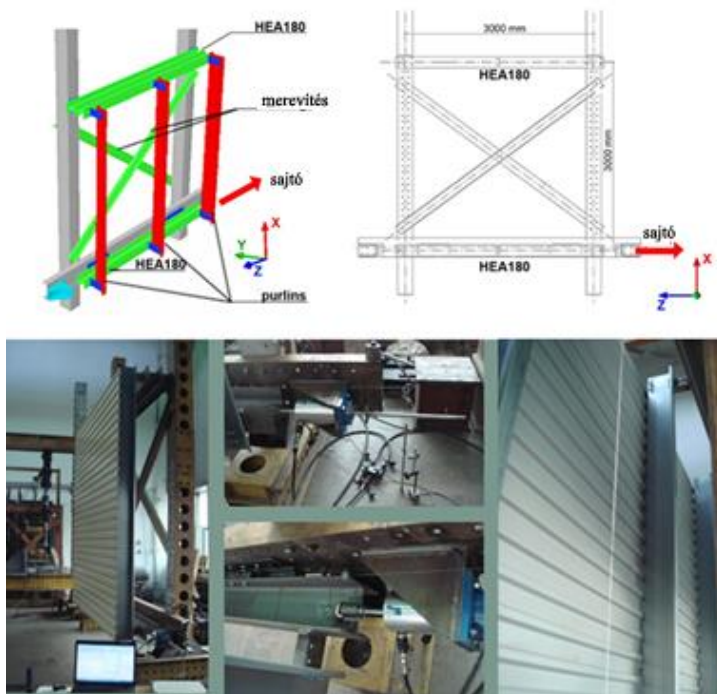 HEA180
merevítés
sajtó
X
Y
Z
HEA180
purlins
3000 mm
HEA180
3000 mm
sajtó
HEA180
X
Z